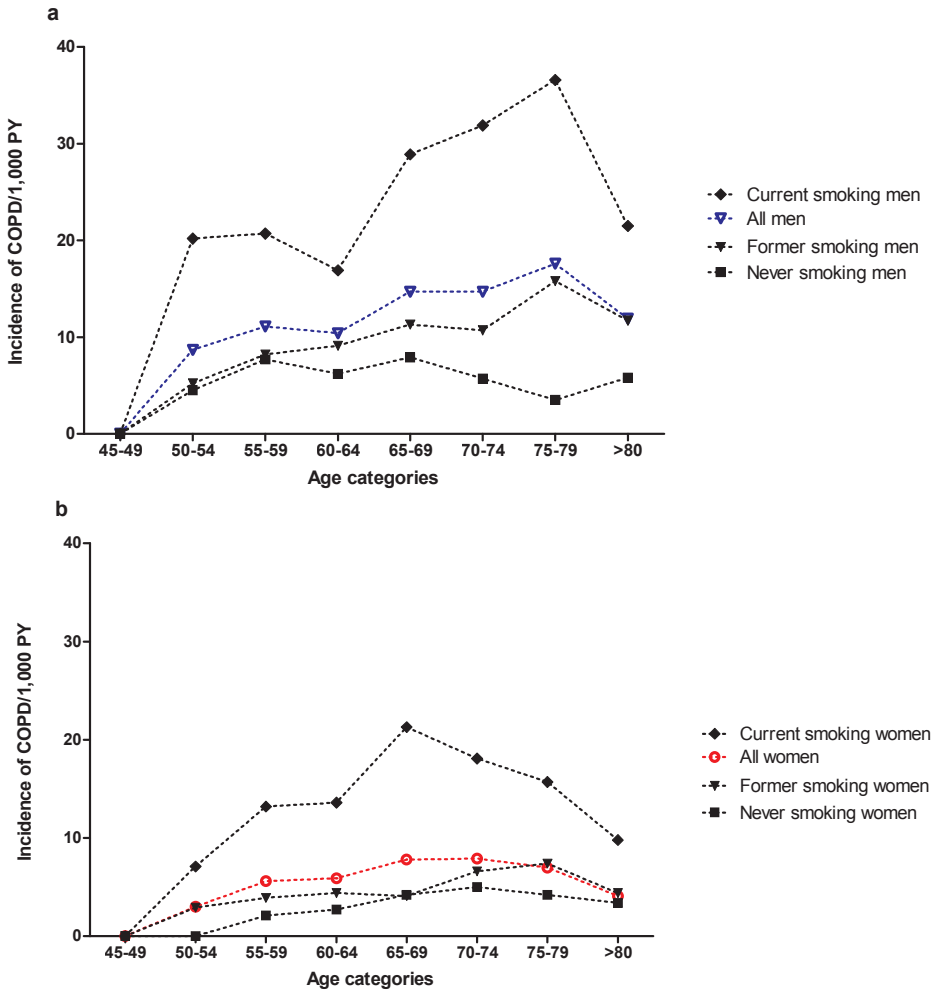 a
Incidence of COPD/1,000 PY
40
30
20
10
0
45-49 50-54 55-59 60-64 65-69 70-74 75-79 >80
Age categories
Current smoking men
All men
Former smoking men
Never smoking men
b
Incidence of COPD/1,000 PY
40
30
20
10
0
45-49 50-54 55-59 60-64 65-69 70-74 75-79 >80
Age categories
Current smoking women
All women
Former smoking women
Never smoking women